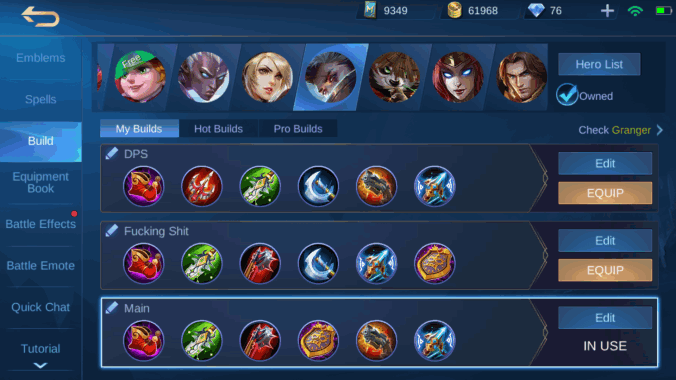 9349
61968
76
Emblems
Spells
Build
Equipment
Book
Battle Effects
Battle Emote
Quick Chat
Tutorial
Free
Hero List
Owned
My Builds
Hot Builds
Pro Builds
Check Granger
DPS
Edit
EQUIP
Fucking Shit
Edit
EQUIP
Main
Edit
IN USE